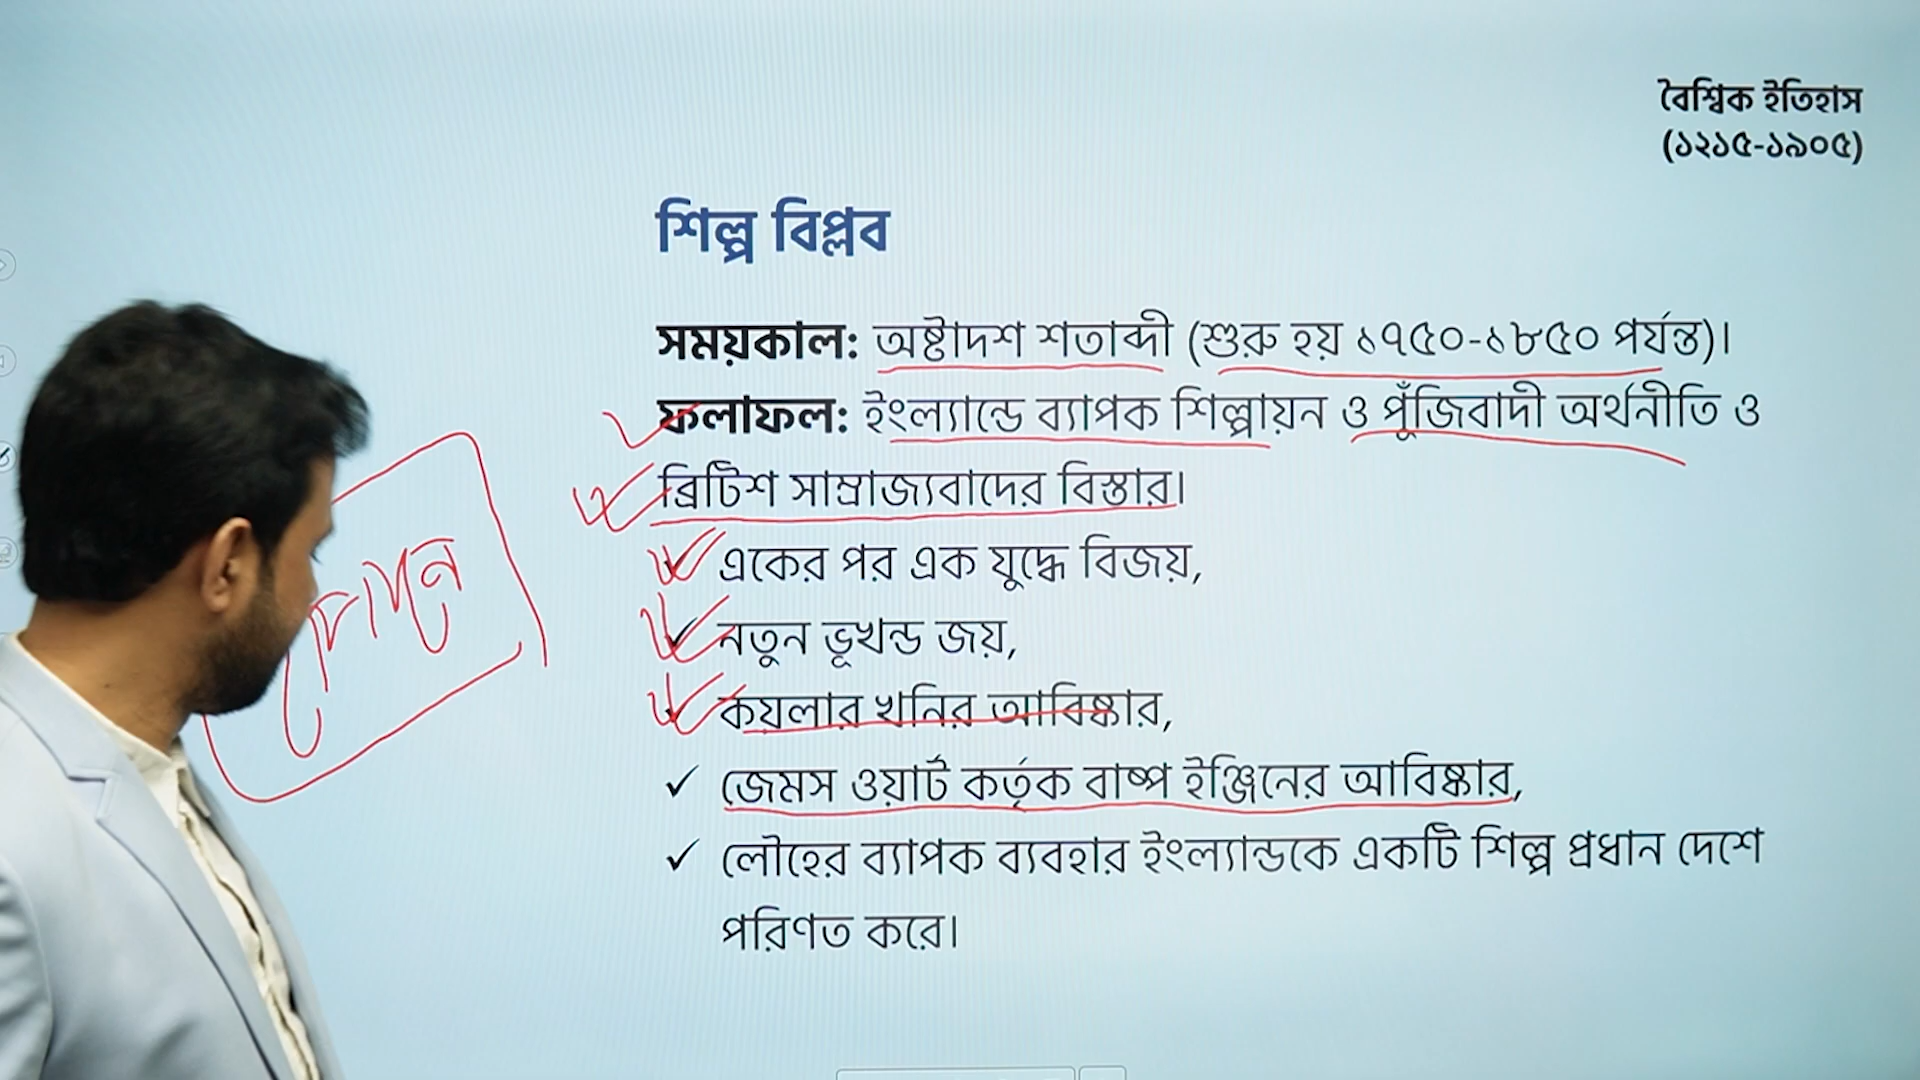 বৈশ্বিক ইতিহাস
(১২১৫-১৯০৫)
শিল্প বিপ্লব
সময়কাল: অষ্টাদশ শতাব্দী (শুরু হয় ১৭৫০-১৮৫০ পর্যন্ত)।
ফলাফল: ইংল্যান্ডে ব্যাপক শিল্পায়ন ও পুঁজিবাদী অর্থনীতি ও
ব্রিটিশ সাম্রাজ্যবাদের বিস্তার।
✓ একের পর এক যুদ্ধে বিজয়,
✓ নতুন ভূখন্ড জয়,
✓ কয়লার খনির আবিষ্কার,
✓ জেমস ওয়ার্ট কর্তৃক বাষ্প ইঞ্জিনের আবিষ্কার,
✓ লৌহের ব্যাপক ব্যবহার ইংল্যান্ডকে একটি শিল্প প্রধান দেশে
পরিণত করে।